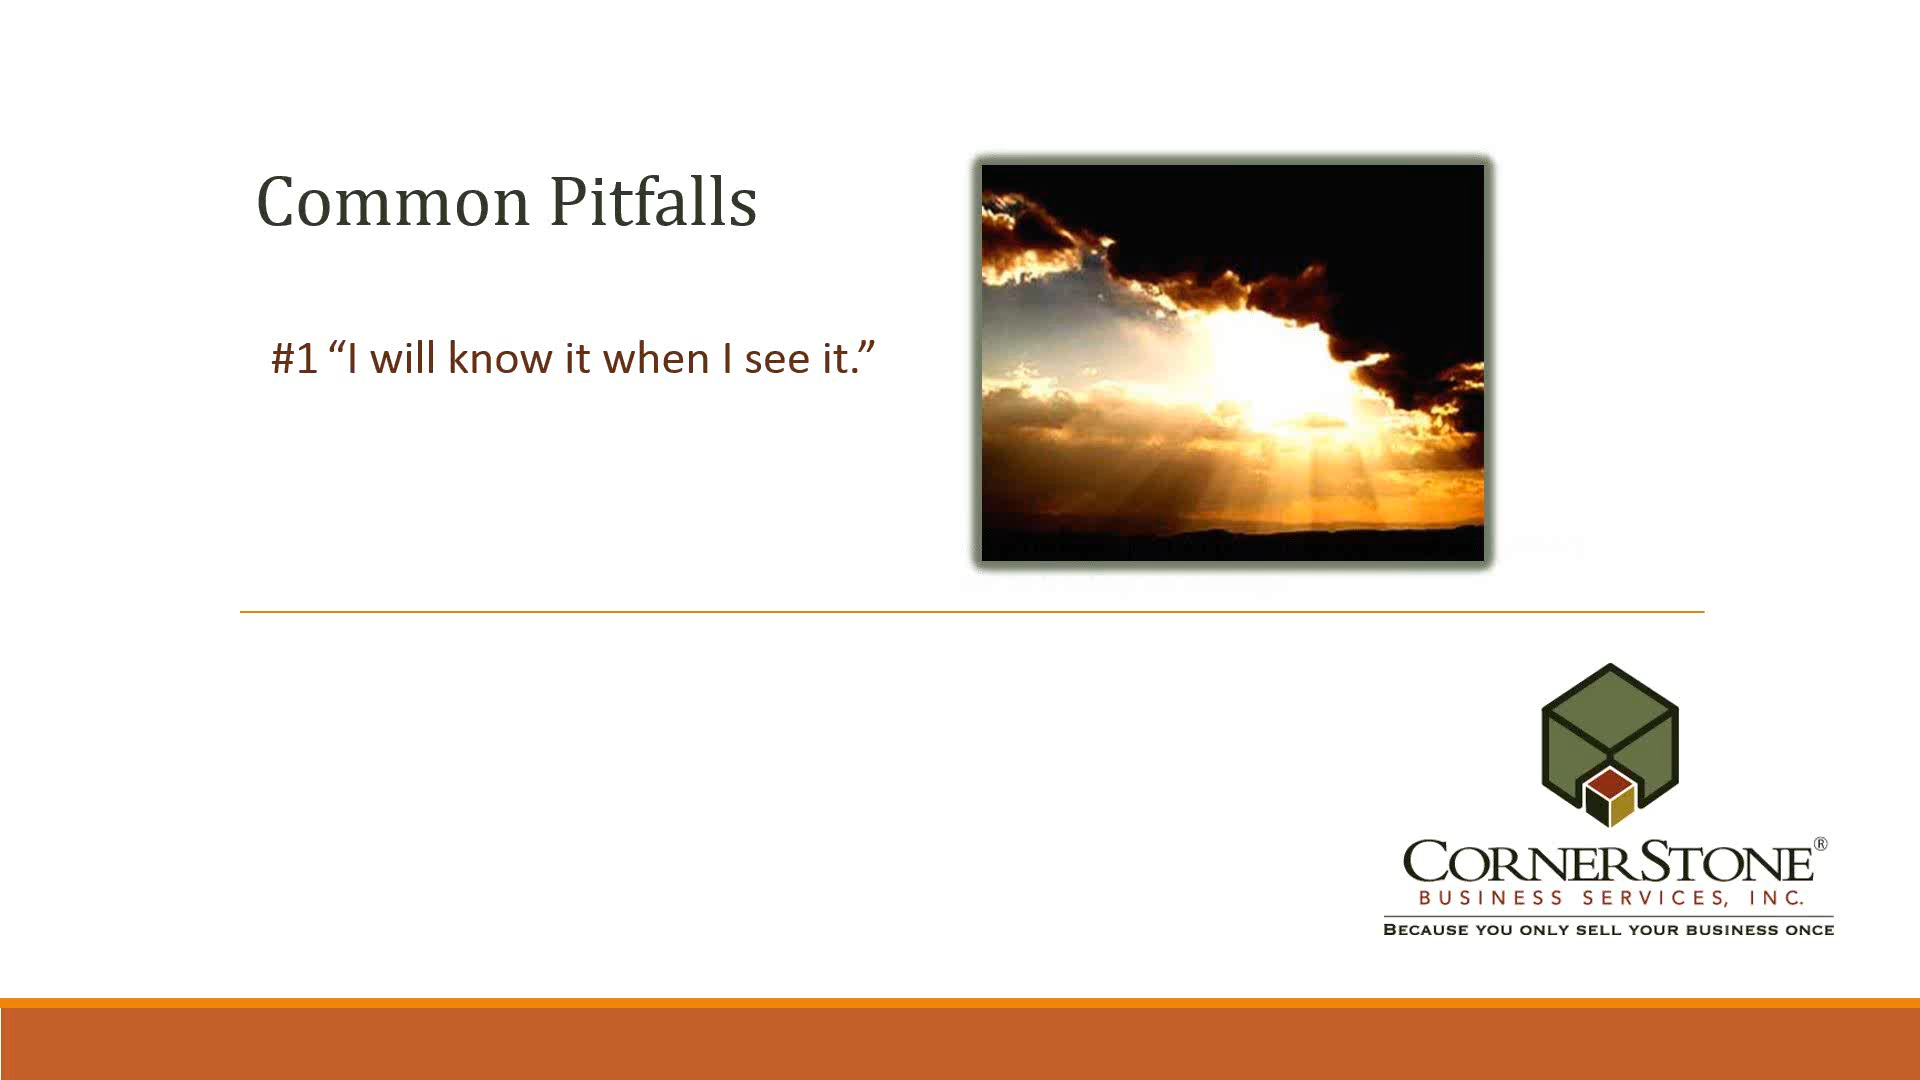 Common Pitfalls
#1 “I will know it when I see it.”
CORNERSTONE®
BUSINESS SERVICES, INC.
BECAUSE YOU ONLY SELL YOUR BUSINESS ONCE